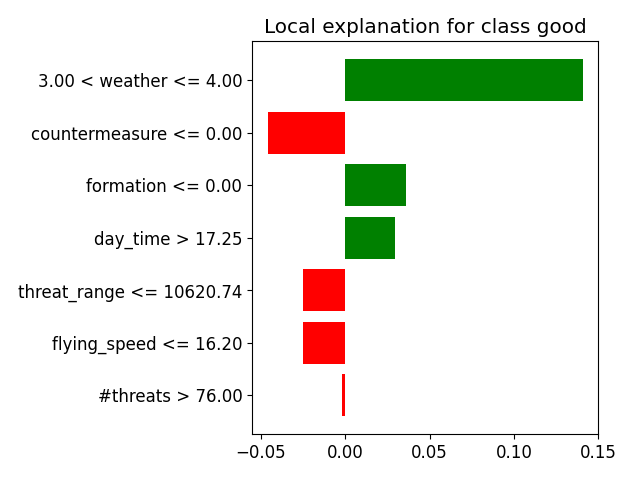 Local explanation for class good
3.00 < weather <= 4.00
countermeasure <= 0.00
formation <= 0.00
day_time > 17.25
threat_range <= 10620.74
flying_speed <= 16.20
#threats > 76.00
−0.05 0.00 0.05 0.10 0.15